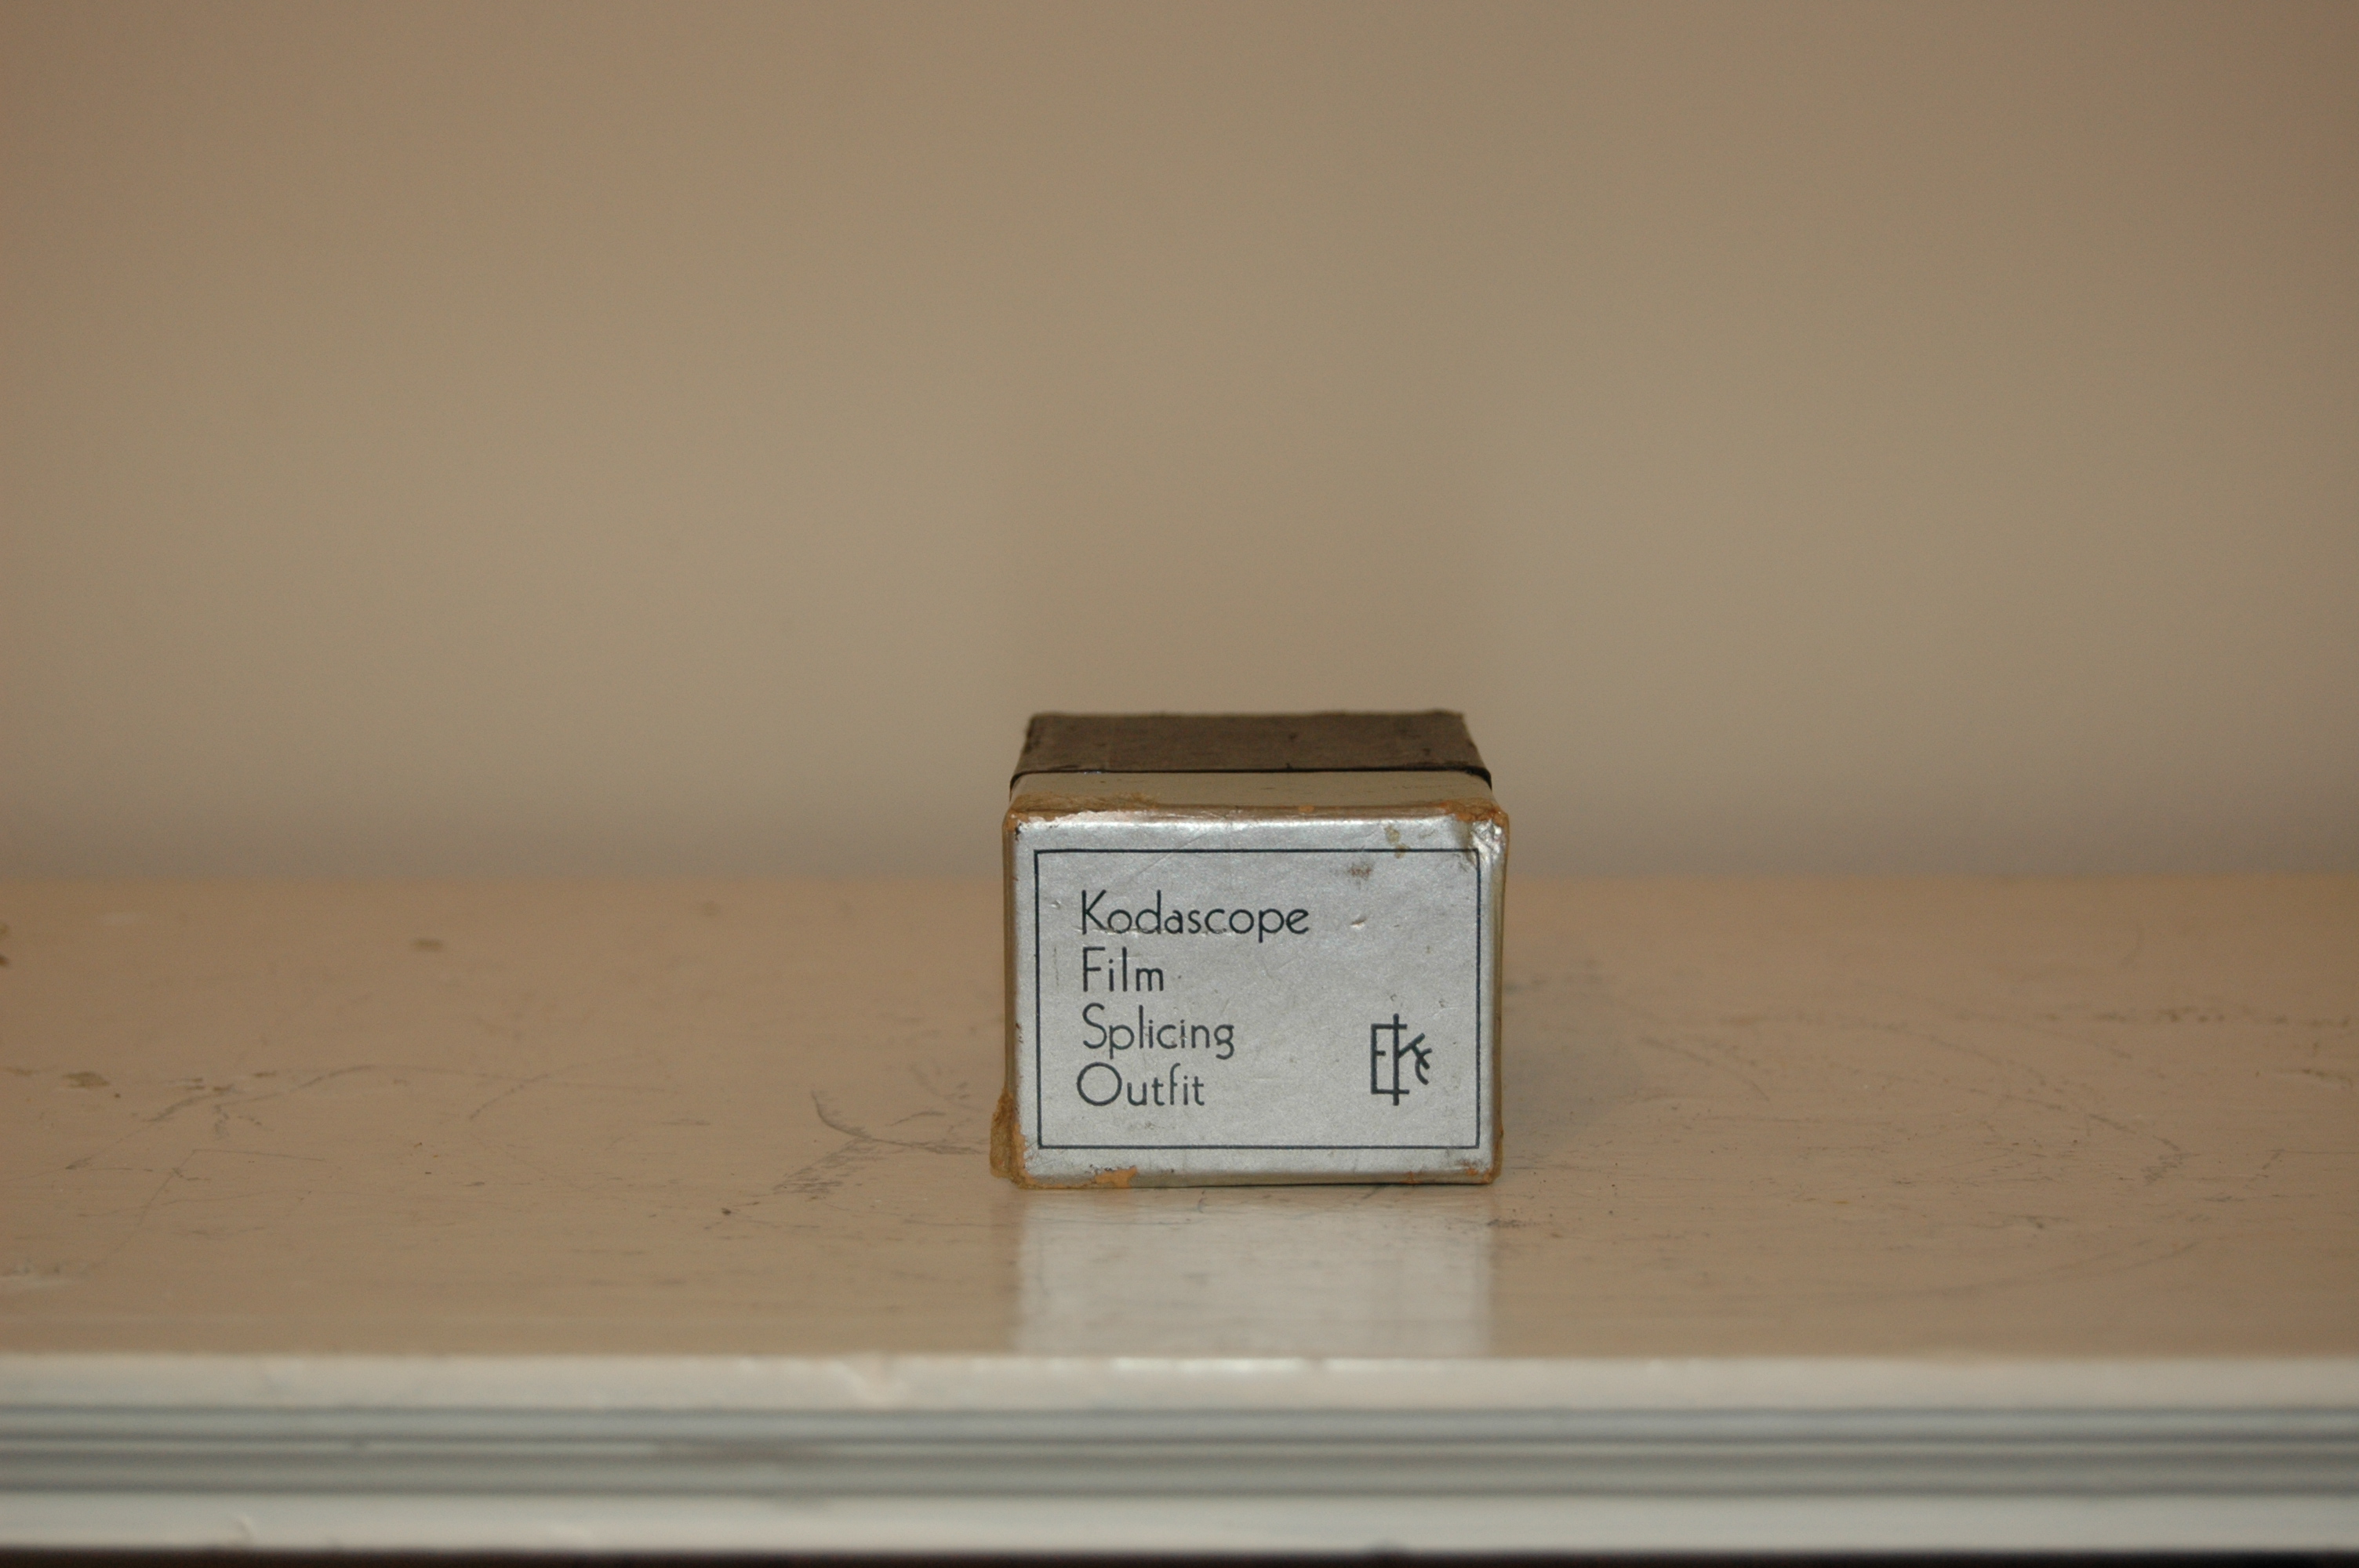 Kodascope
Film
Splicing
Outfit
EKC